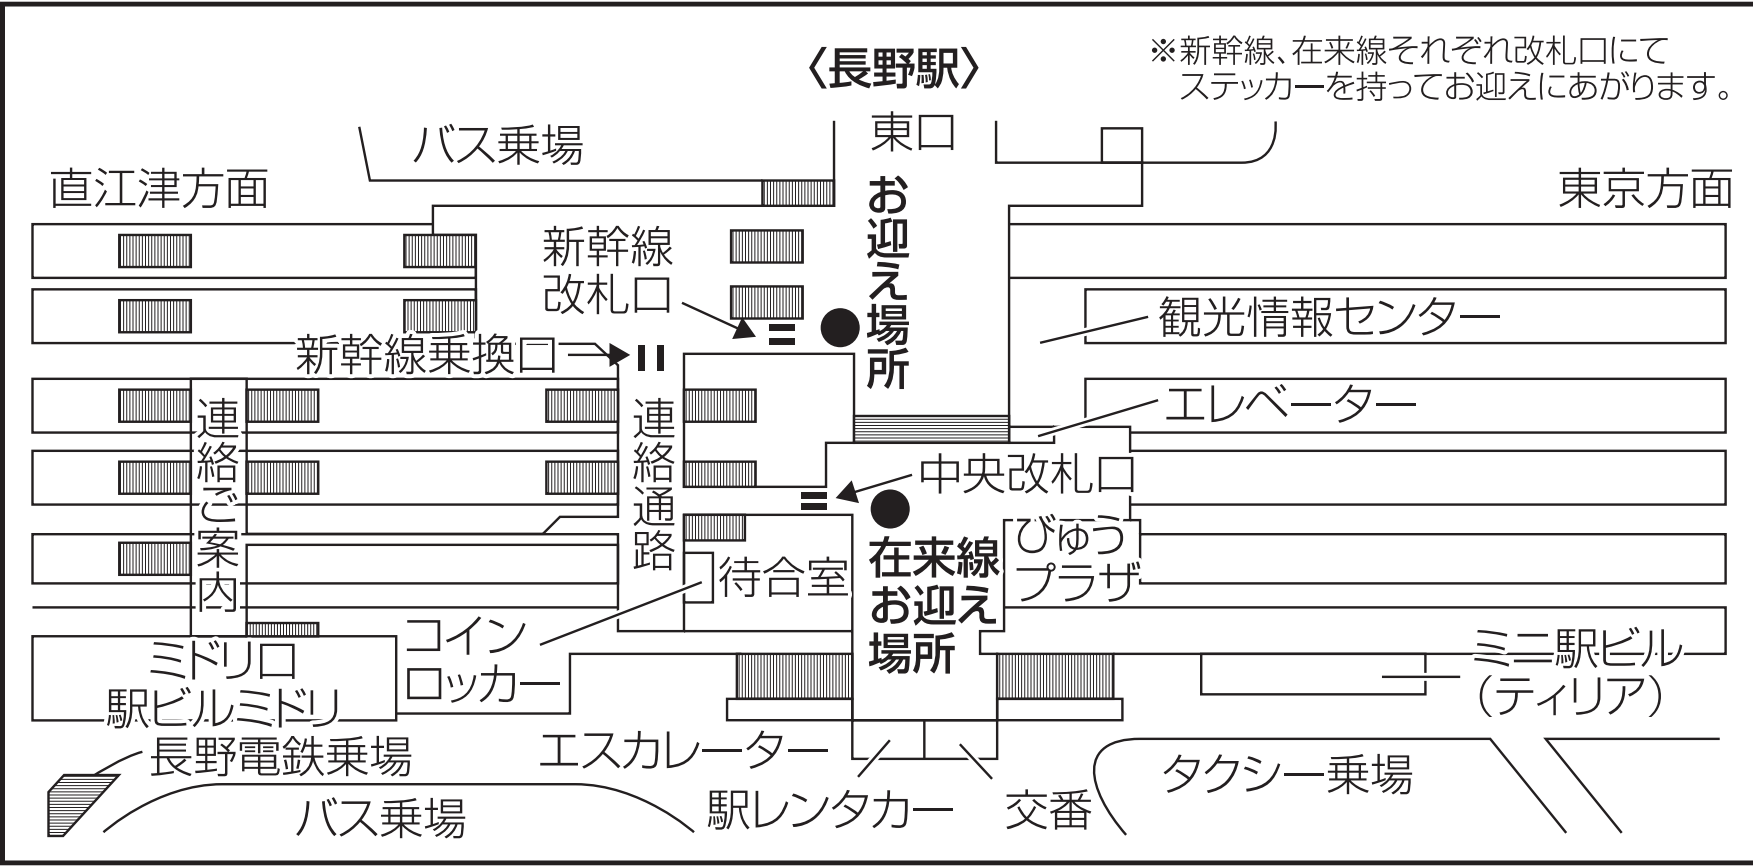 〈長野駅〉
※新幹線、在来線それぞれ改札口にて
ステッカーを持ってお迎えにあがります。
東口
バス乗場
直江津方面
東京方面
お迎え場所
新幹線
改札口
観光情報センター
新幹線乗換口
エレベーター
連絡ご案内
連絡通路
中央改札口
びゅう
プラザ
在来線
お迎え
場所
待合室
コイン
ロッカー
ミドリ口
駅ビルミドリ
ミニ駅ビル
（ティリア）
長野電鉄乗場
エスカレーター
タクシー乗場
バス乗場
駅レンタカー
交番